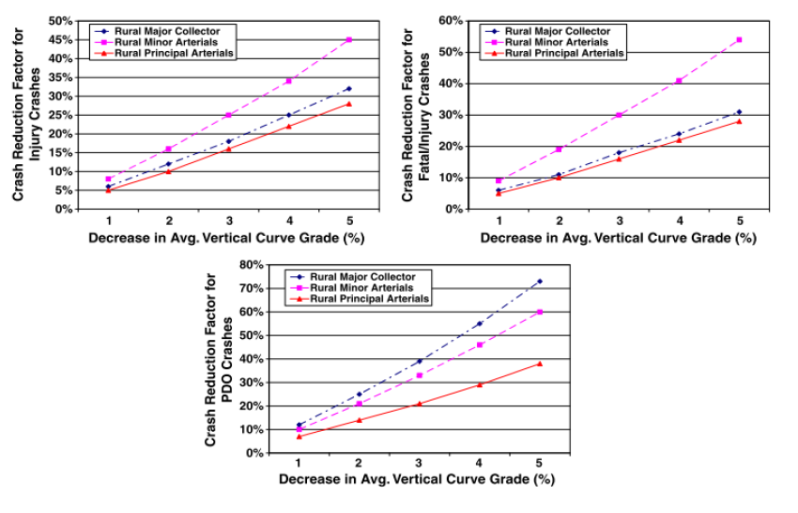 Crash Reduction Factor for
Injury Crashes
50%
45%
40%
35%
30%
25%
20%
15%
10%
5%
0%
Rural Major Collector
Rural Minor Arterials
Rural Principal Arterials
1 2 3 4 5
Decrease in Avg. Vertical Curve Grade (%)
Crash Reduction Factor for
Fatal/Injury Crashes
60%
50%
40%
30%
20%
10%
0%
Rural Major Collector
Rural Minor Arterials
Rural Principal Arterials
1 2 3 4 5
Decrease in Avg. Vertical Curve Grade (%)
Crash Reduction Factor for
PDO Crashes
80%
70%
60%
50%
40%
30%
20%
10%
0%
Rural Major Collector
Rural Minor Arterials
Rural Principal Arterials
1 2 3 4 5
Decrease in Avg. Vertical Curve Grade (%)